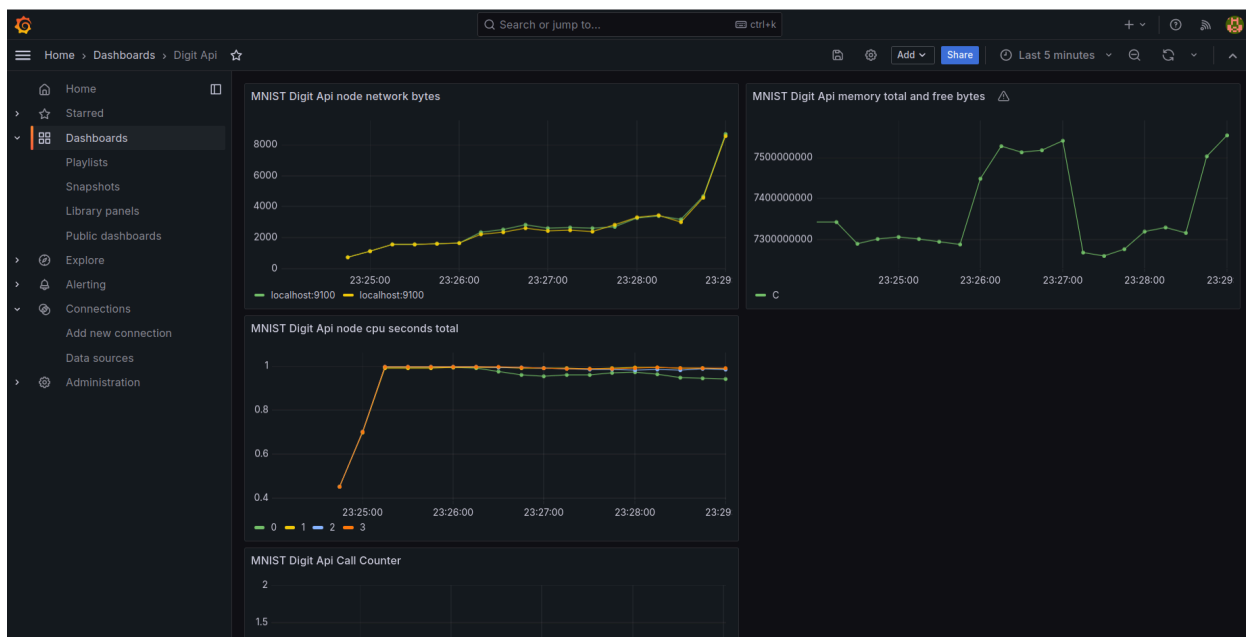 Search or jump to... ctrl+k
Home › Dashboards › Digit Api
Add Share Last 5 minutes
Home
Starred
Dashboards
Playlists
Snapshots
Library panels
Public dashboards
Explore
Alerting
Connections
Add new connection
Data sources
Administration
MNIST Digit Api node network bytes
8000
6000
4000
2000
0
23:25:00 23:26:00 23:27:00 23:28:00 23:29
localhost:9100 localhost:9100
MNIST Digit Api memory total and free bytes
7500000000
7400000000
7300000000
23:25:00 23:26:00 23:27:00 23:28:00 23:29
C
MNIST Digit Api node cpu seconds total
1
0.8
0.6
0.4
23:25:00 23:26:00 23:27:00 23:28:00 23:29
0 1 2 3
MNIST Digit Api Call Counter
2
1.5